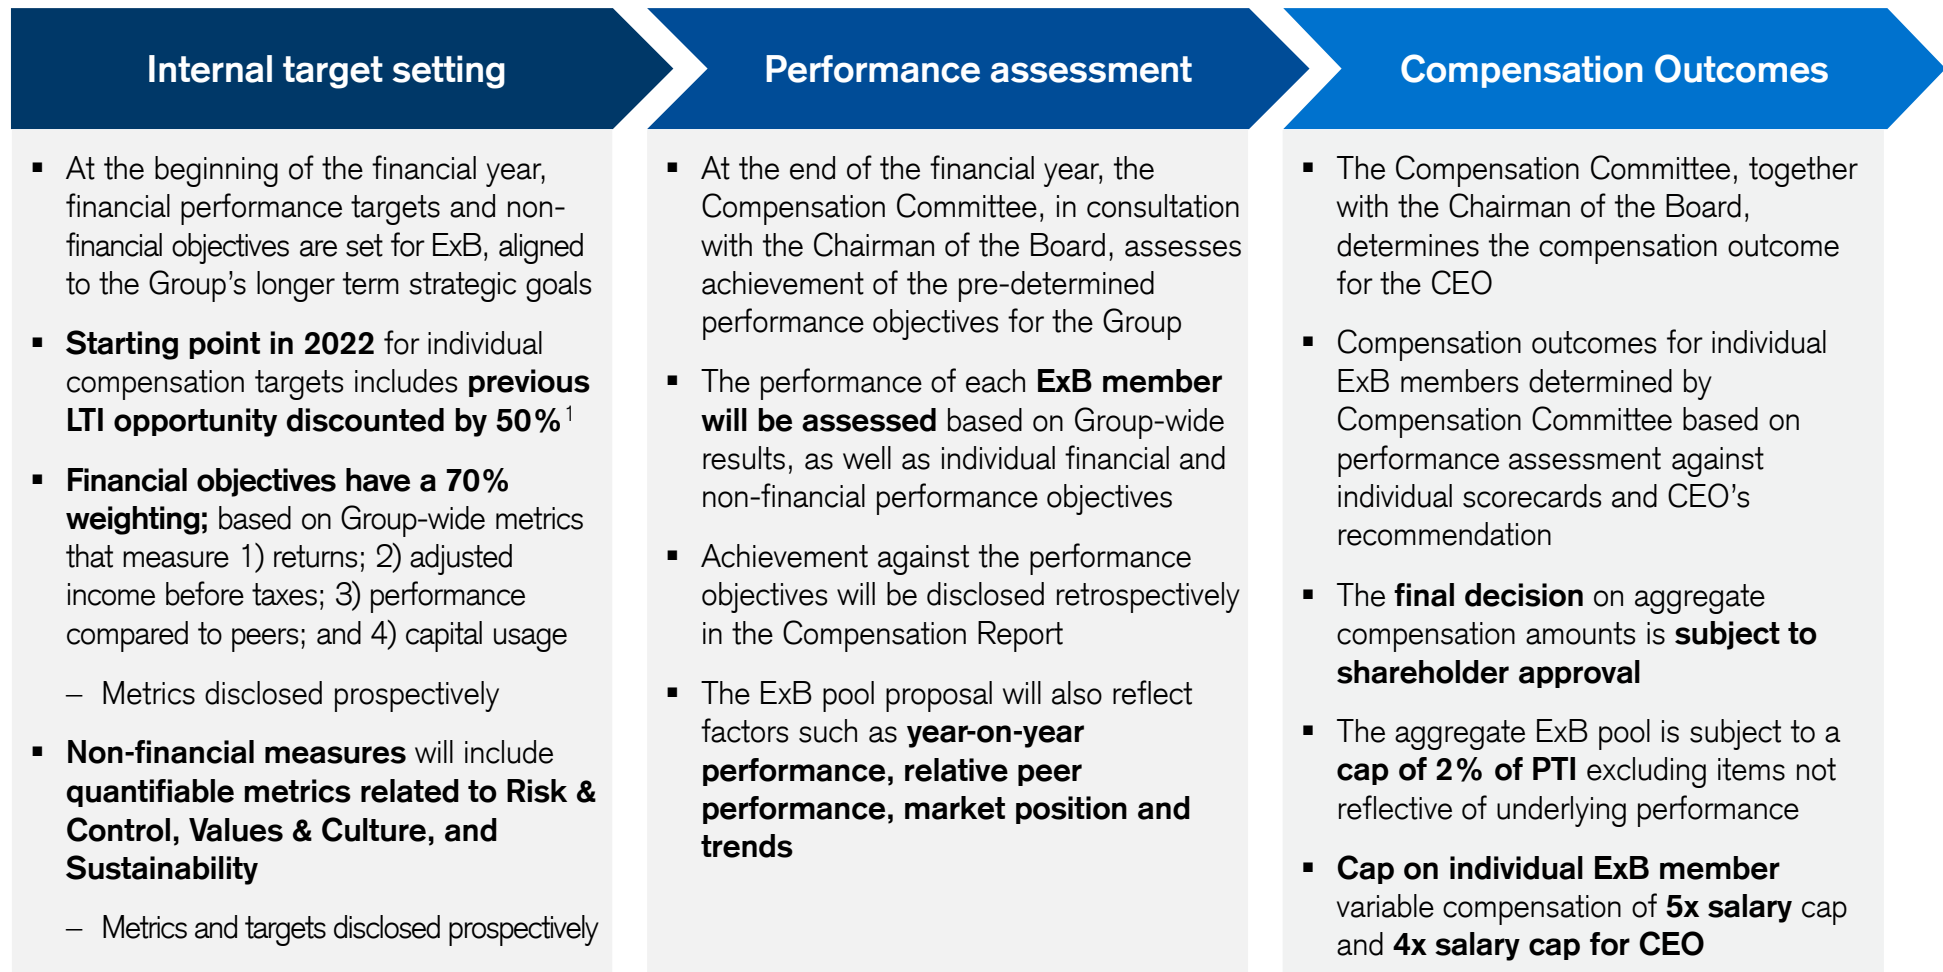 Internal target setting
▪ At the beginning of the financial year,
financial performance targets and non-
financial objectives are set for ExB, aligned
to the Group's longer term strategic goals
▪ Starting point in 2022 for individual
compensation targets includes previous
LTI opportunity discounted by 50% 1
▪ Financial objectives have a 70%
weighting; based on Group-wide metrics
that measure 1) returns; 2) adjusted
income before taxes; 3) performance
compared to peers; and 4) capital usage
– Metrics disclosed prospectively
▪ Non-financial measures will include
quantifiable metrics related to Risk &
Control, Values & Culture, and
Sustainability
– Metrics and targets disclosed prospectively
Performance assessment
▪ At the end of the financial year, the
Compensation Committee, in consultation
with the Chairman of the Board, assesses
achievement of the pre-determined
performance objectives for the Group
▪ The performance of each ExB member
will be assessed based on Group-wide
results, as well as individual financial and
non-financial performance objectives
▪ Achievement against the performance
objectives will be disclosed retrospectively
in the Compensation Report
▪ The ExB pool proposal will also reflect
factors such as year-on-year
performance, relative peer
performance, market position and
trends
Compensation Outcomes
▪ The Compensation Committee, together
with the Chairman of the Board,
determines the compensation outcome
for the CEO
▪ Compensation outcomes for individual
ExB members determined by
Compensation Committee based on
performance assessment against
individual scorecards and CEO's
recommendation
▪ The final decision on aggregate
compensation amounts is subject to
shareholder approval
▪ The aggregate ExB pool is subject to a
cap of 2% of PTI excluding items not
reflective of underlying performance
▪ Cap on individual ExB member
variable compensation of 5x salary cap
and 4x salary cap for CEO